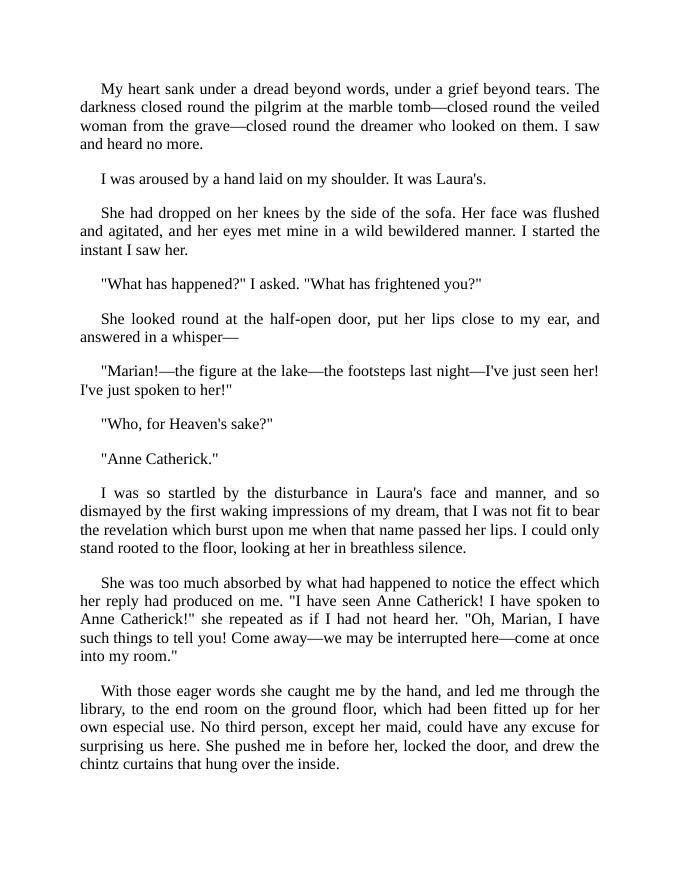 My heart sank under a dread beyond words, under a grief beyond tears. The
darkness closed round the pilgrim at the marble tomb—closed round the veiled
woman from the grave—closed round the dreamer who looked on them. I saw
and heard no more.
I was aroused by a hand laid on my shoulder. It was Laura's.
She had dropped on her knees by the side of the sofa. Her face was flushed
and agitated, and her eyes met mine in a wild bewildered manner. I started the
instant I saw her.
"What has happened?" I asked. "What has frightened you?"
She looked round at the half-open door, put her lips close to my ear, and
answered in a whisper—
"Marian!—the figure at the lake—the footsteps last night—I've just seen her!
I've just spoken to her!"
"Who, for Heaven's sake?"
"Anne Catherick."
I was so startled by the disturbance in Laura's face and manner, and so
dismayed by the first waking impressions of my dream, that I was not fit to bear
the revelation which burst upon me when that name passed her lips. I could only
stand rooted to the floor, looking at her in breathless silence.
She was too much absorbed by what had happened to notice the effect which
her reply had produced on me. "I have seen Anne Catherick! I have spoken to
Anne Catherick!" she repeated as if I had not heard her. "Oh, Marian, I have
such things to tell you! Come away—we may be interrupted here—come at once
into my room."
With those eager words she caught me by the hand, and led me through the
library, to the end room on the ground floor, which had been fitted up for her
own especial use. No third person, except her maid, could have any excuse for
surprising us here. She pushed me in before her, locked the door, and drew the
chintz curtains that hung over the inside.